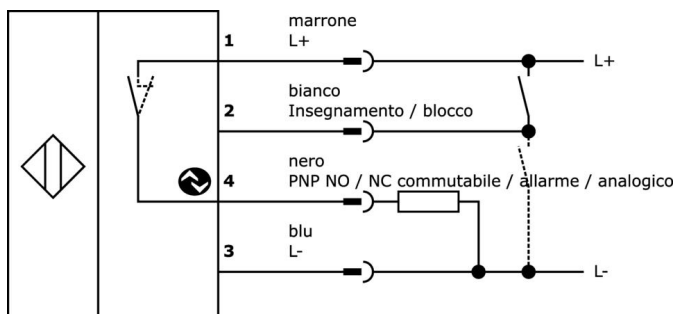 marrone
1 L+ L+
bianco
2 Insegnamento / blocco
nero
4 PNP NO / NC commutabile / allarme / analogico
blu
3 L- L-